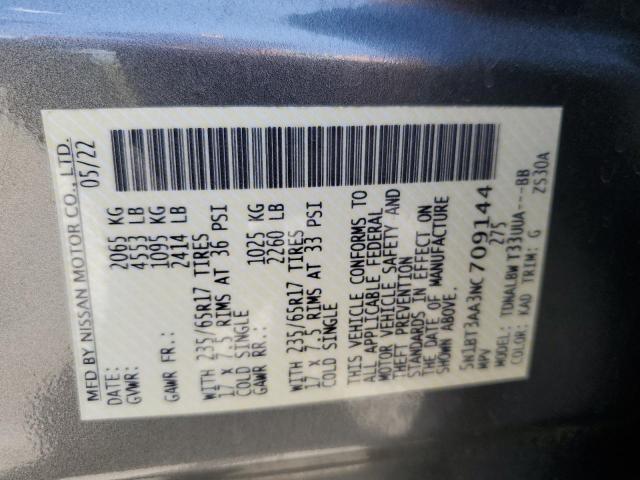 MFD BY NISSAN MOTOR CO., LTD.
DATE: 05/22
GVWR: 2065 KG
4553 LB
GAWR FR.: 1095 KG
2414 LB
WITH 235/65R17 TIRES
17 X 7.5 RIMS AT 36 PSI
COLD SINGLE
GAWR RR.: 1025 KG
2260 LB
WITH 235/65R17 TIRES
17 X 7.5 RIMS AT 33 PSI
COLD SINGLE
THIS VEHICLE CONFORMS TO
ALL APPLICABLE FEDERAL
MOTOR VEHICLE SAFETY AND
THEFT PREVENTION
STANDARDS IN EFFECT ON
THE DATE OF MANUFACTURE
SHOWN ABOVE.
5N1BT3AA3NC709144
MPV 275
MODEL: TDNALBW T33UUA---BB
COLOR: KAD TRIM: G ZS30A